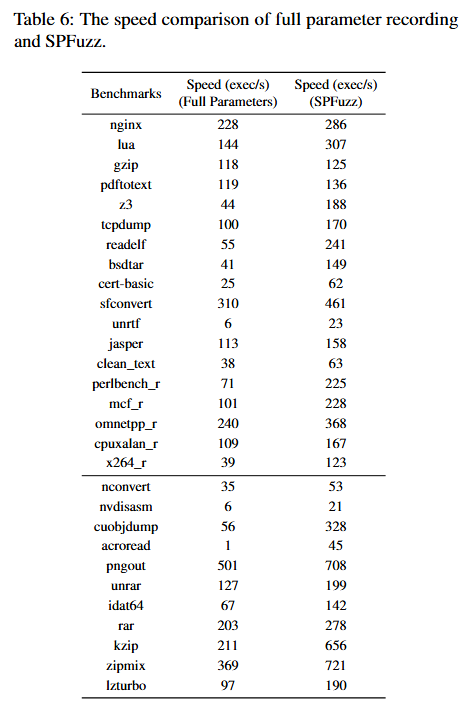 Table 6: The speed comparison of full parameter recording
and SPFuzz.
Benchmarks Speed (exec/s) Speed (exec/s)
(Full Parameters) (SPFuzz)
nginx 228 286
lua 144 307
gzip 118 125
pdftotext 119 136
z3 44 188
tcpdump 100 170
readelf 55 241
bsdtar 41 149
cert-basic 25 62
sfconvert 310 461
unrtf 6 23
jasper 113 158
clean_text 38 63
perlbench_r 71 225
mcf_r 101 228
omnetpp_r 240 368
cpuxalan_r 109 167
x264_r 39 123
nconvert 35 53
nvdisasm 6 21
cuobjdump 56 328
acroread 1 45
pngout 501 708
unrar 127 199
idat64 67 142
rar 203 278
kzip 211 656
zipmix 369 721
lzturbo 97 190